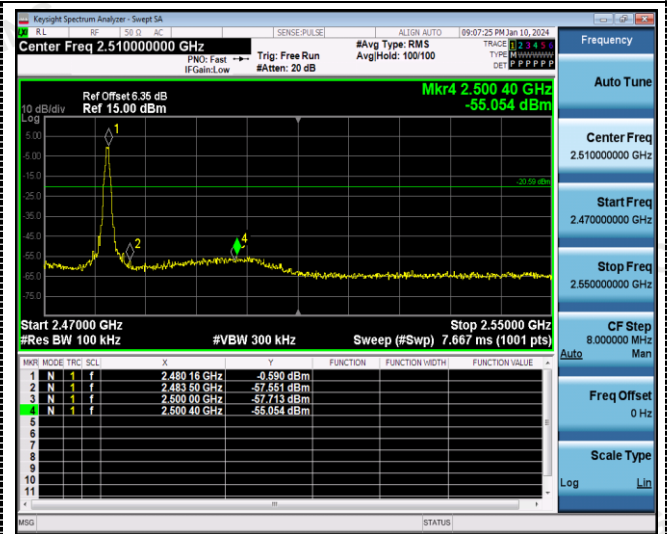 Keysight Spectrum Analyzer - Swept SA
RL RF 50 Ω AC SENSE:PULSE ALIGN AUTO 09:07:25 PM Jan 10, 2024
Center Freq 2.510000000 GHz
PNO: Fast Trig: Free Run
IFGain:Low #Atten: 20 dB
#Avg Type: RMS
Avg|Hold: 100/100
TRACE 1 2 3 4 5 6
TYPE M W W W W W
DET P P P P P P
Mkr4 2.500 40 GHz
-55.054 dBm
Ref Offset 6.35 dB
10 dB/div Ref 15.00 dBm
Log
5.00
-5.00
-15.0
-25.0
-35.0
-45.0
-55.0
-65.0
-75.0
1
2
4
-20.59 dBm
Start 2.47000 GHz Stop 2.55000 GHz
#Res BW 100 kHz #VBW 300 kHz Sweep (#Swp) 7.667 ms (1001 pts)
MKR MODE TRC SCL X Y FUNCTION FUNCTION WIDTH FUNCTION VALUE
1 N 1 f 2.480 16 GHz -0.590 dBm
2 N 1 f 2.483 50 GHz -57.551 dBm
3 N 1 f 2.500 00 GHz -57.713 dBm
4 N 1 f 2.500 40 GHz -55.054 dBm
5
6
7
8
9
10
11
MSG STATUS
Frequency
Auto Tune
Center Freq
2.510000000 GHz
Start Freq
2.470000000 GHz
Stop Freq
2.550000000 GHz
CF Step
8.000000 MHz
Auto Man
Freq Offset
0 Hz
Scale Type
Log Lin